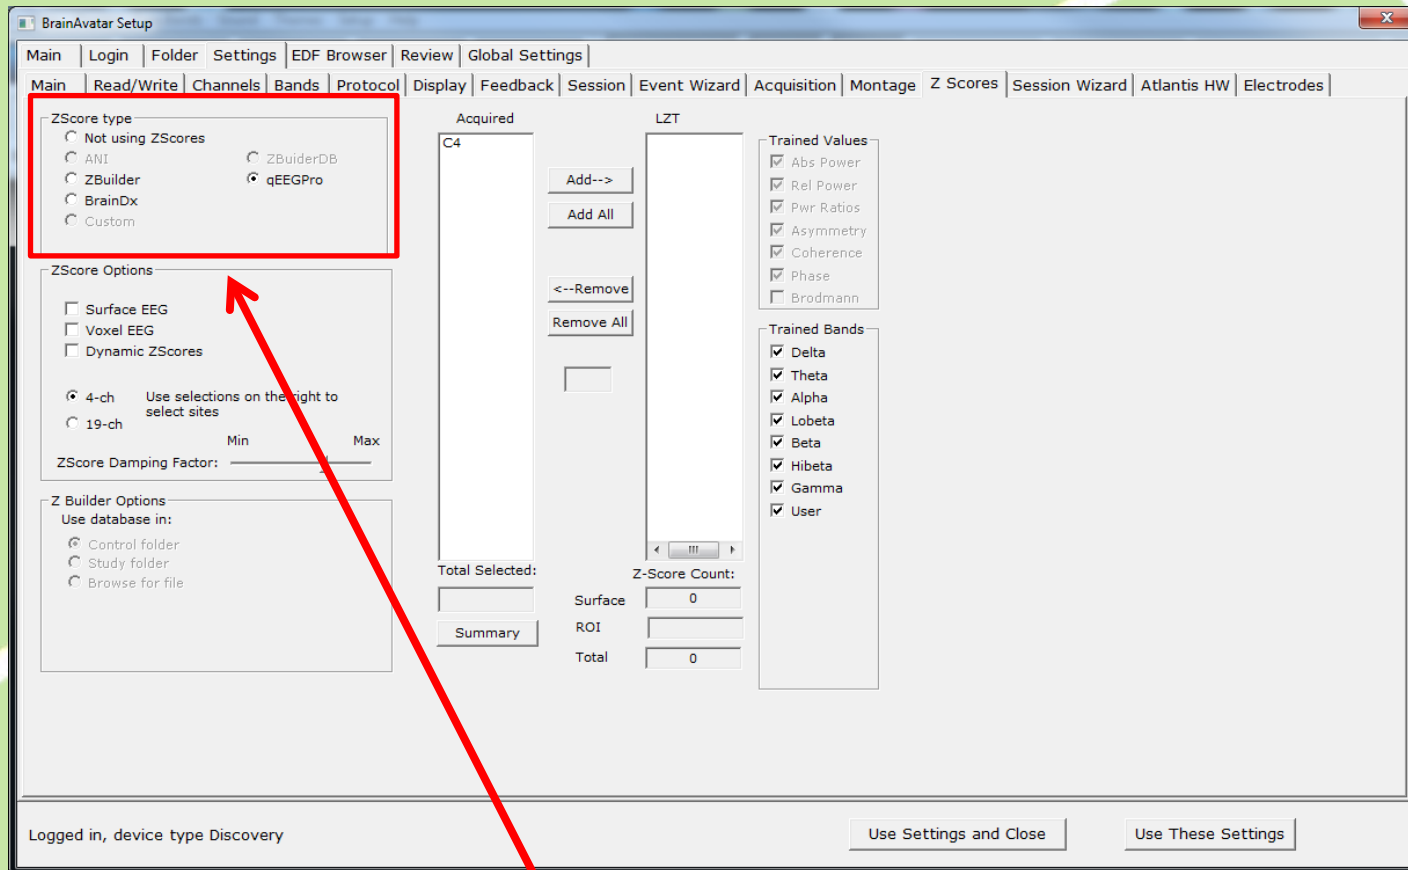 BrainAvatar Setup
Main Login Folder Settings EDF Browser Review Global Settings
Main Read/Write Channels Bands Protocol Display Feedback Session Event Wizard Acquisition Montage Z Scores Session Wizard Atlantis HW Electrodes
ZScore type
Not using ZScores
ANI ZBuiderDB
ZBuilder qEEGPro
BrainDx
Custom
ZScore Options
Surface EEG
Voxel EEG
Dynamic ZScores
4-ch Use selections on the right to
select sites
19-ch
Min Max
ZScore Damping Factor:
Z Builder Options
Use database in:
Control folder
Study folder
Browse for file
Acquired
C4
Add-->
Add All
<--Remove
Remove All
LZT
Total Selected:
Summary
Z-Score Count:
Surface 0
ROI
Total 0
Trained Values
Abs Power
Rel Power
Pwr Ratios
Asymmetry
Coherence
Phase
Brodmann
Trained Bands
Delta
Theta
Alpha
Lobeta
Beta
Hibeta
Gamma
User
Logged in, device type Discovery
Use Settings and Close
Use These Settings